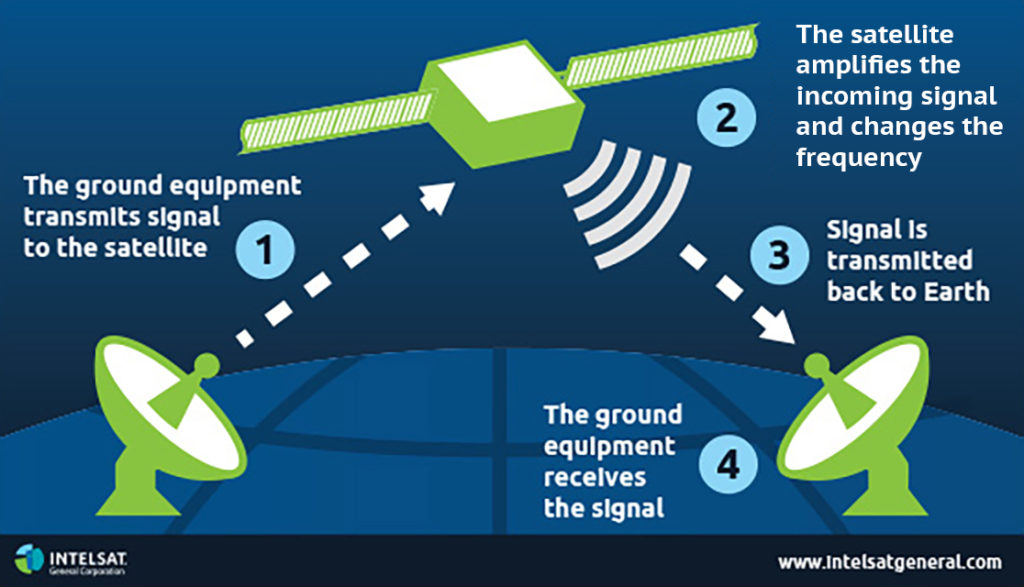 The ground equipment
transmits signal
to the satellite
1
2
The satellite
amplifies the
incoming signal
and changes the
frequency
3
Signal is
transmitted
back to Earth
The ground
equipment
receives
the signal
4
INTELSAT
General Corporation
www.intelsatgeneral.com